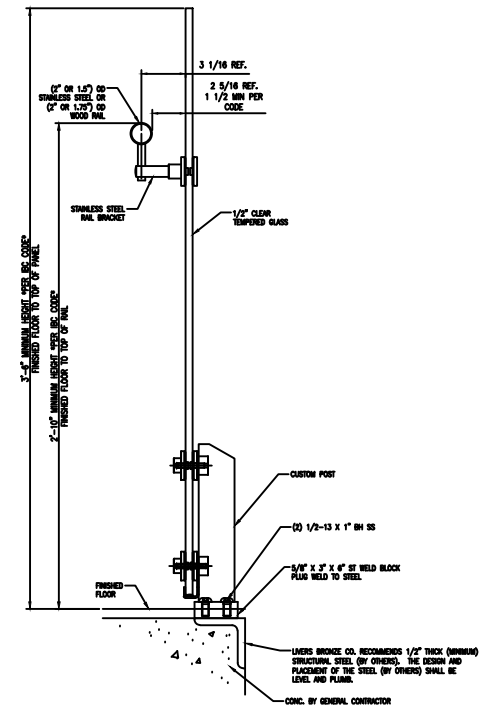 3 1/16 REF.
2 5/16 REF.
1 1/2 MIN PER
CODE
(2" OR 1.5") OD
STAINLESS STEEL OR
(2" OR 1.75") OD
WOOD RAIL
STAINLESS STEEL
RAIL BRACKET
1/2" CLEAR
TEMPERED GLASS
3'-6" MINIMUM HEIGHT *PER IBC CODE*
FINISHED FLOOR TO TOP OF PANEL
2'-10" MINIMUM HEIGHT *PER IBC CODE*
FINISHED FLOOR TO TOP OF RAIL
CUSTOM POST
(2) 1/2-13 X 1" BH SS
5/8" X 3" X 6" ST WELD BLOCK
PLUG WELD TO STEEL
FINISHED
FLOOR
LIVERS BRONZE CO. RECOMMENDS 1/2" THICK (MINIMUM)
STRUCTURAL STEEL (BY OTHERS). THE DESIGN AND
PLACEMENT OF THE STEEL (BY OTHERS) SHALL BE
LEVEL AND PLUMB.
CONC. BY GENERAL CONTRACTOR